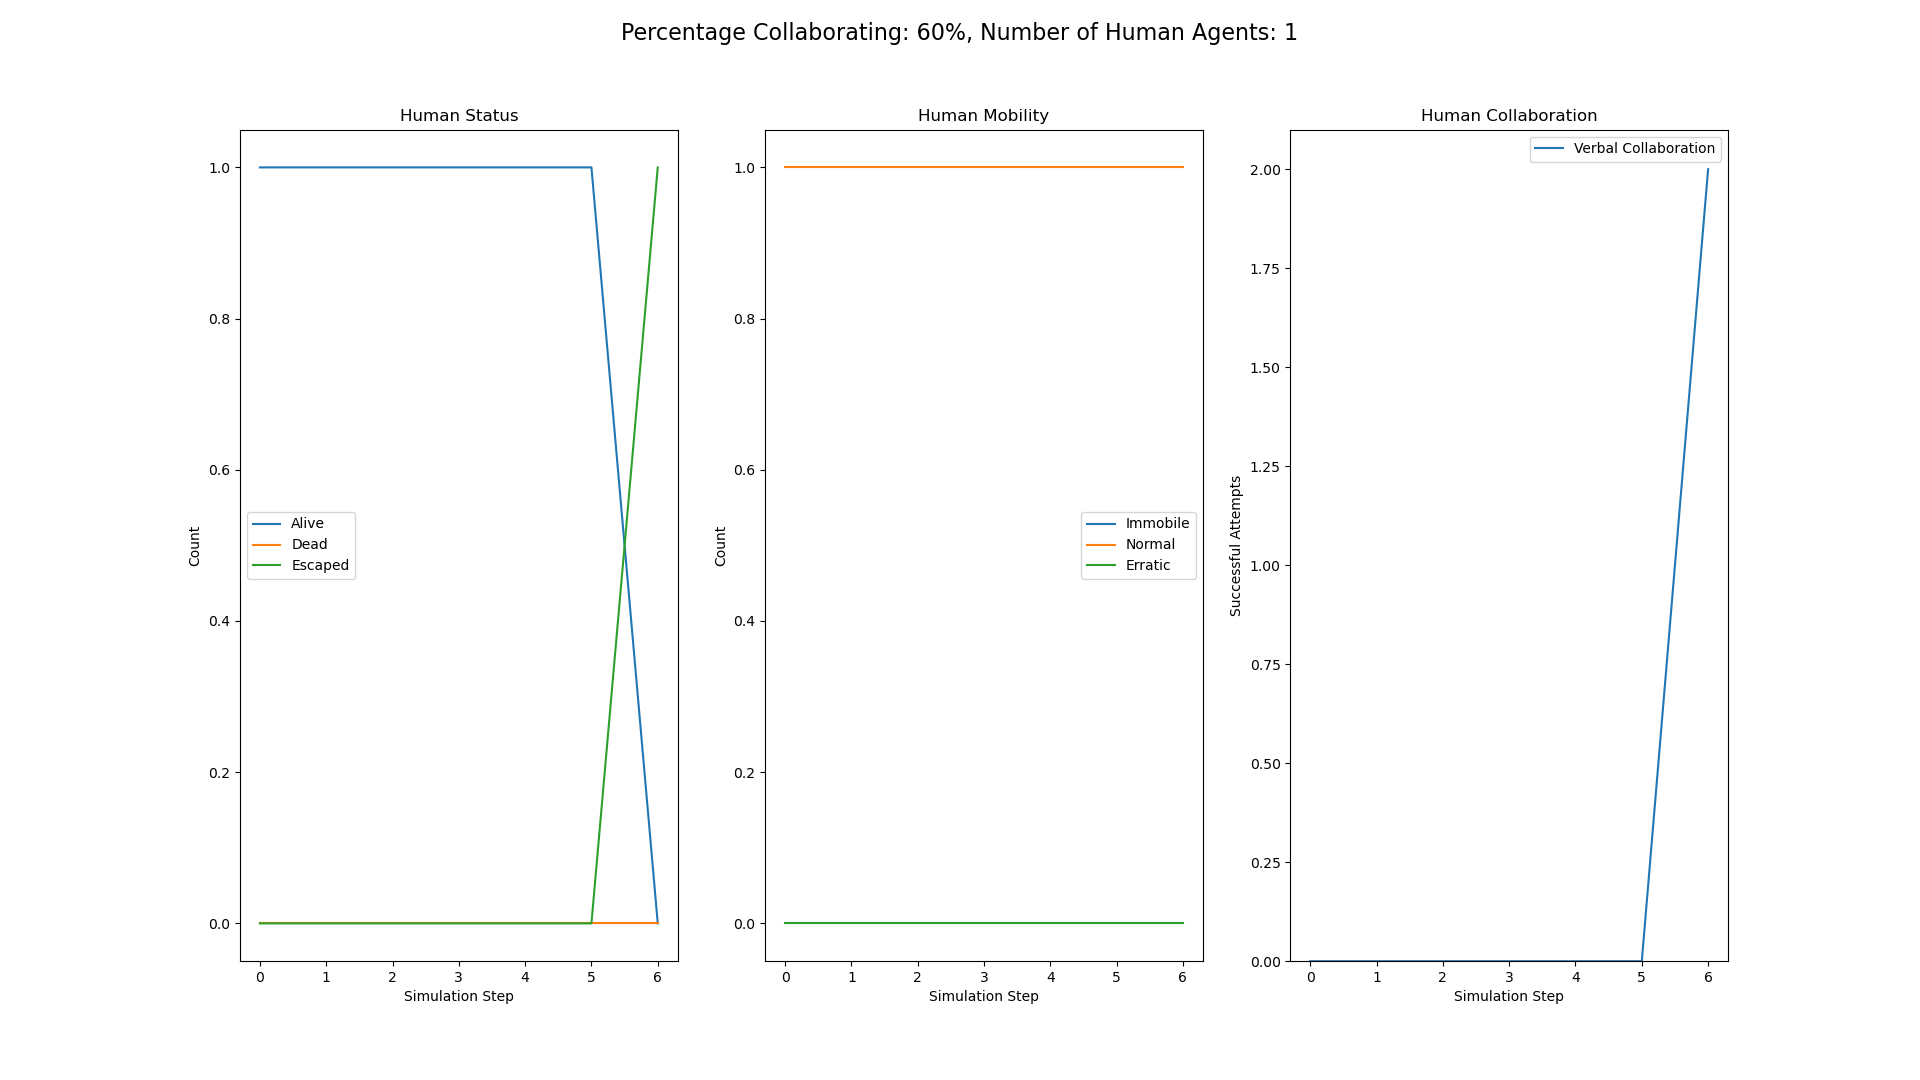 Percentage Collaborating: 60%, Number of Human Agents: 1
Human Status
1.0
0.8
0.6
0.4
0.2
0.0
Count
Alive
Dead
Escaped
0 1 2 3 4 5 6
Simulation Step
Human Mobility
1.0
0.8
0.6
0.4
0.2
0.0
Count
Immobile
Normal
Erratic
0 1 2 3 4 5 6
Simulation Step
Human Collaboration
Verbal Collaboration
2.00
1.75
1.50
1.25
1.00
0.75
0.50
0.25
0.00
Successful Attempts
0 1 2 3 4 5 6
Simulation Step